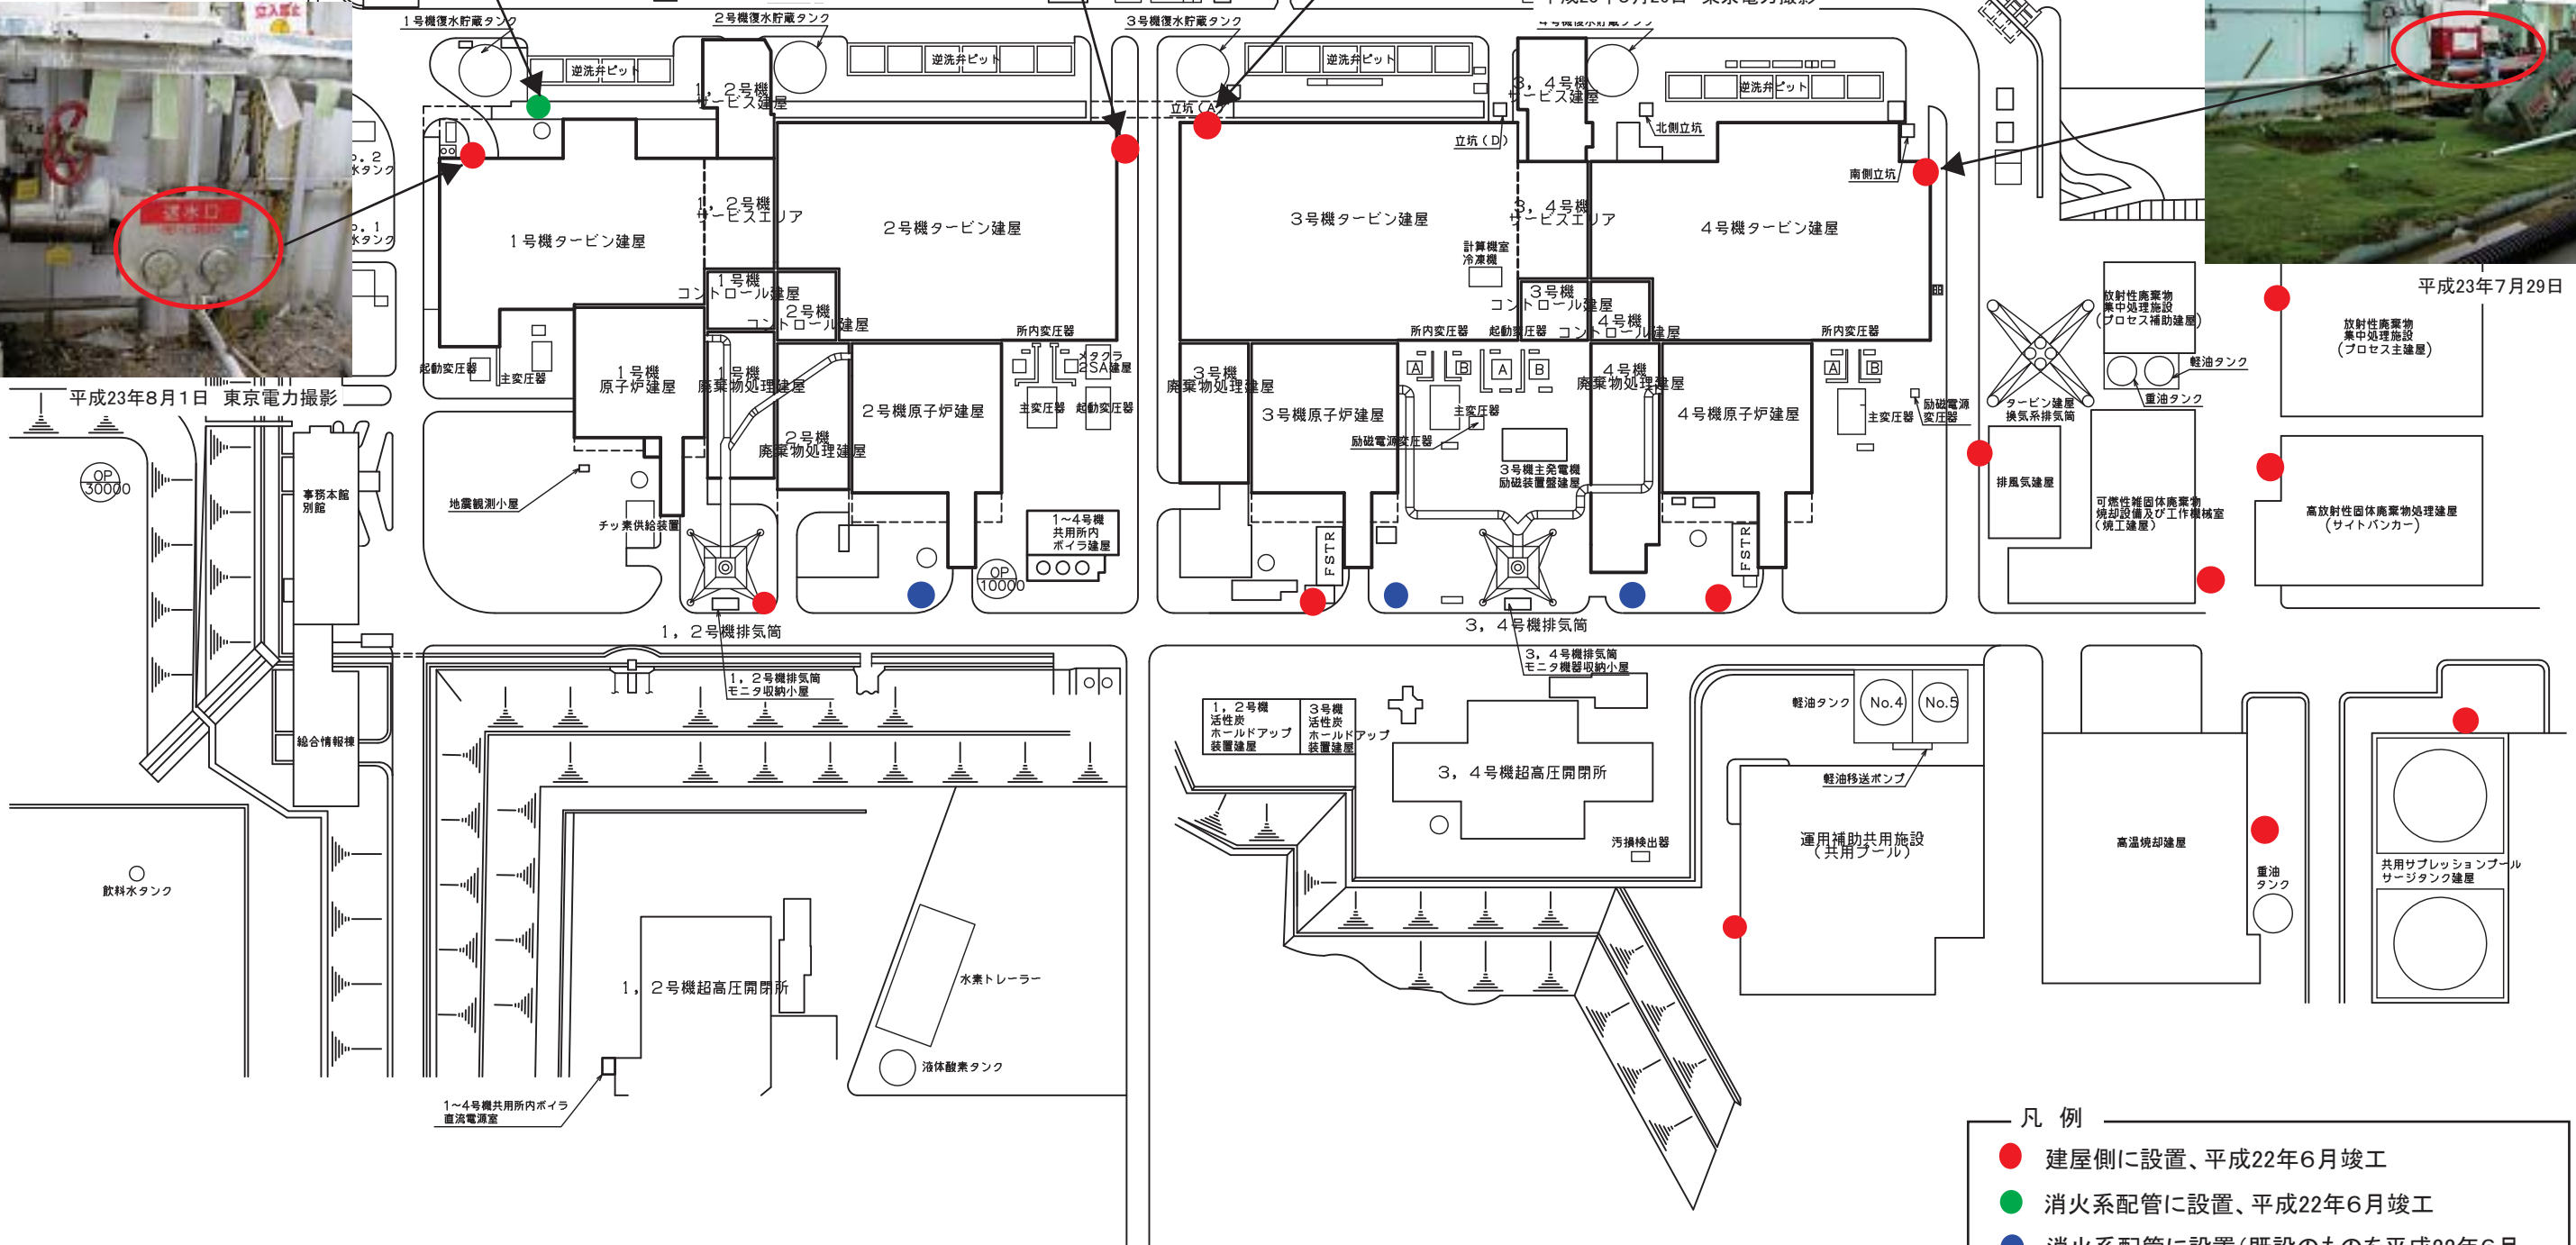 立入禁止
送水口
平成23年8月1日　東京電力撮影
1号機復水貯蔵タンク
2号機復水貯蔵タンク
3号機復水貯蔵タンク
逆洗弁ピット
逆洗弁ピット
逆洗弁ピット
逆洗弁ピット
1, 2号機
サービス建屋
立坑(A)
立坑(D)
3, 4号機
サービス建屋
北側立坑
南側立坑
1号機タービン建屋
1, 2号機
サービスエリア
2号機タービン建屋
3号機タービン建屋
計算機室
冷凍機
3, 4号機
サービスエリア
4号機タービン建屋
平成23年7月29日
1号機
コントロール建屋
2号機
コントロール建屋
3号機
コントロール建屋
4号機
コントロール建屋
所内変圧器
メタクラ
2SA建屋
所内変圧器
起動変圧器
所内変圧器
起動変圧器
主変圧器
1号機
原子炉建屋
1号機
廃棄物処理建屋
2号機
廃棄物処理建屋
2号機原子炉建屋
主変圧器
起動変圧器
3号機
廃棄物処理建屋
3号機原子炉建屋
A
B
A
B
主変圧器
励磁電源変圧器
3号機主発電機
励磁装置盤建屋
4号機
廃棄物処理建屋
4号機原子炉建屋
A
B
主変圧器
励磁電源
変圧器
放射性廃棄物
集中処理施設
(プロセス補助建屋)
軽油タンク
重油タンク
タービン建屋
換気系排気筒
放射性廃棄物
集中処理施設
(プロセス主建屋)
排風気建屋
可燃性雑固体廃棄物
焼却設備及び工作機械室
(焼工建屋)
高放射性固体廃棄物処理建屋
(サイトバンカー)
OP
30000
事務本館
別館
地震観測小屋
チッ素供給装置
OP
10000
1~4号機
共用所内
ボイラ建屋
FSTR
FSTR
1, 2号機排気筒
3, 4号機排気筒
1, 2号機排気筒
モニタ収納小屋
3, 4号機排気筒
モニタ機器収納小屋
総合情報棟
1, 2号機
活性炭
ホールドアップ
装置建屋
3号機
活性炭
ホールドアップ
装置建屋
3, 4号機超高圧開閉所
汚損検出器
軽油タンク
No.4
No.5
軽油移送ポンプ
運用補助共用施設
(共用プール)
高温焼却建屋
重油
タンク
共用サプレッションプール
サージタンク建屋
飲料水タンク
1, 2号機超高圧開閉所
水素トレーラー
液体酸素タンク
1~4号機共用所内ボイラ
直流電源室
凡 例
建屋側に設置、平成22年6月竣工
消火系配管に設置、平成22年6月竣工